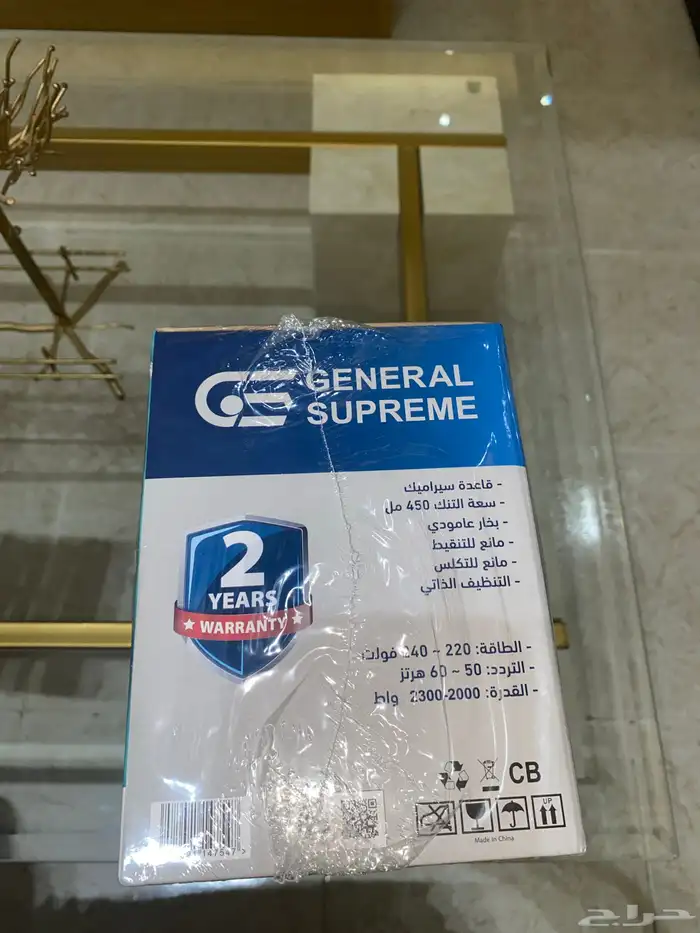 GENERAL
SUPREME
- قاعدة سيراميك
- سعة التنك 450 مل
- بخار عامودي
- مانع للتنقيط
- مانع للتكلس
- التنظيف الذاتي
2
YEARS
WARRANTY
- الطاقة: 220 ~ 240 فولت
- التردد: 50 ~ 60 هرتز
- القدرة: 2000-2300 واط
CB
UP
Made in China
حراج